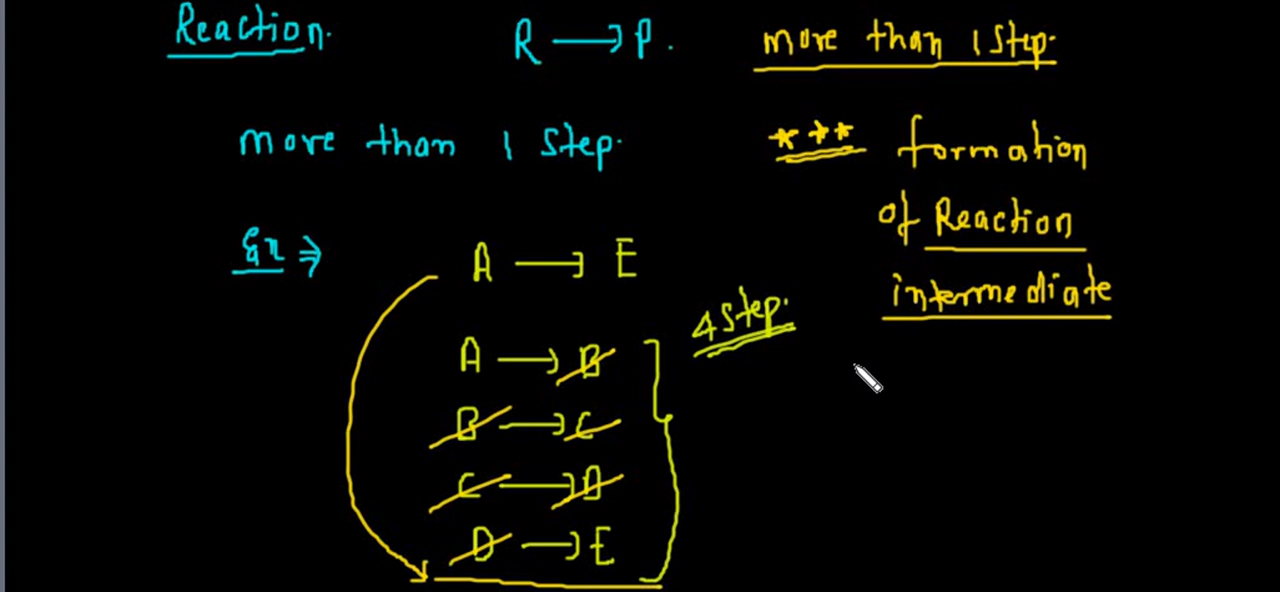 Reaction. R → P. more than 1 step.
more than 1 step. *** formation
of Reaction
Ex ⇒ A → E
intermediate
4 step.
A → B
B → C
C → D
D → E